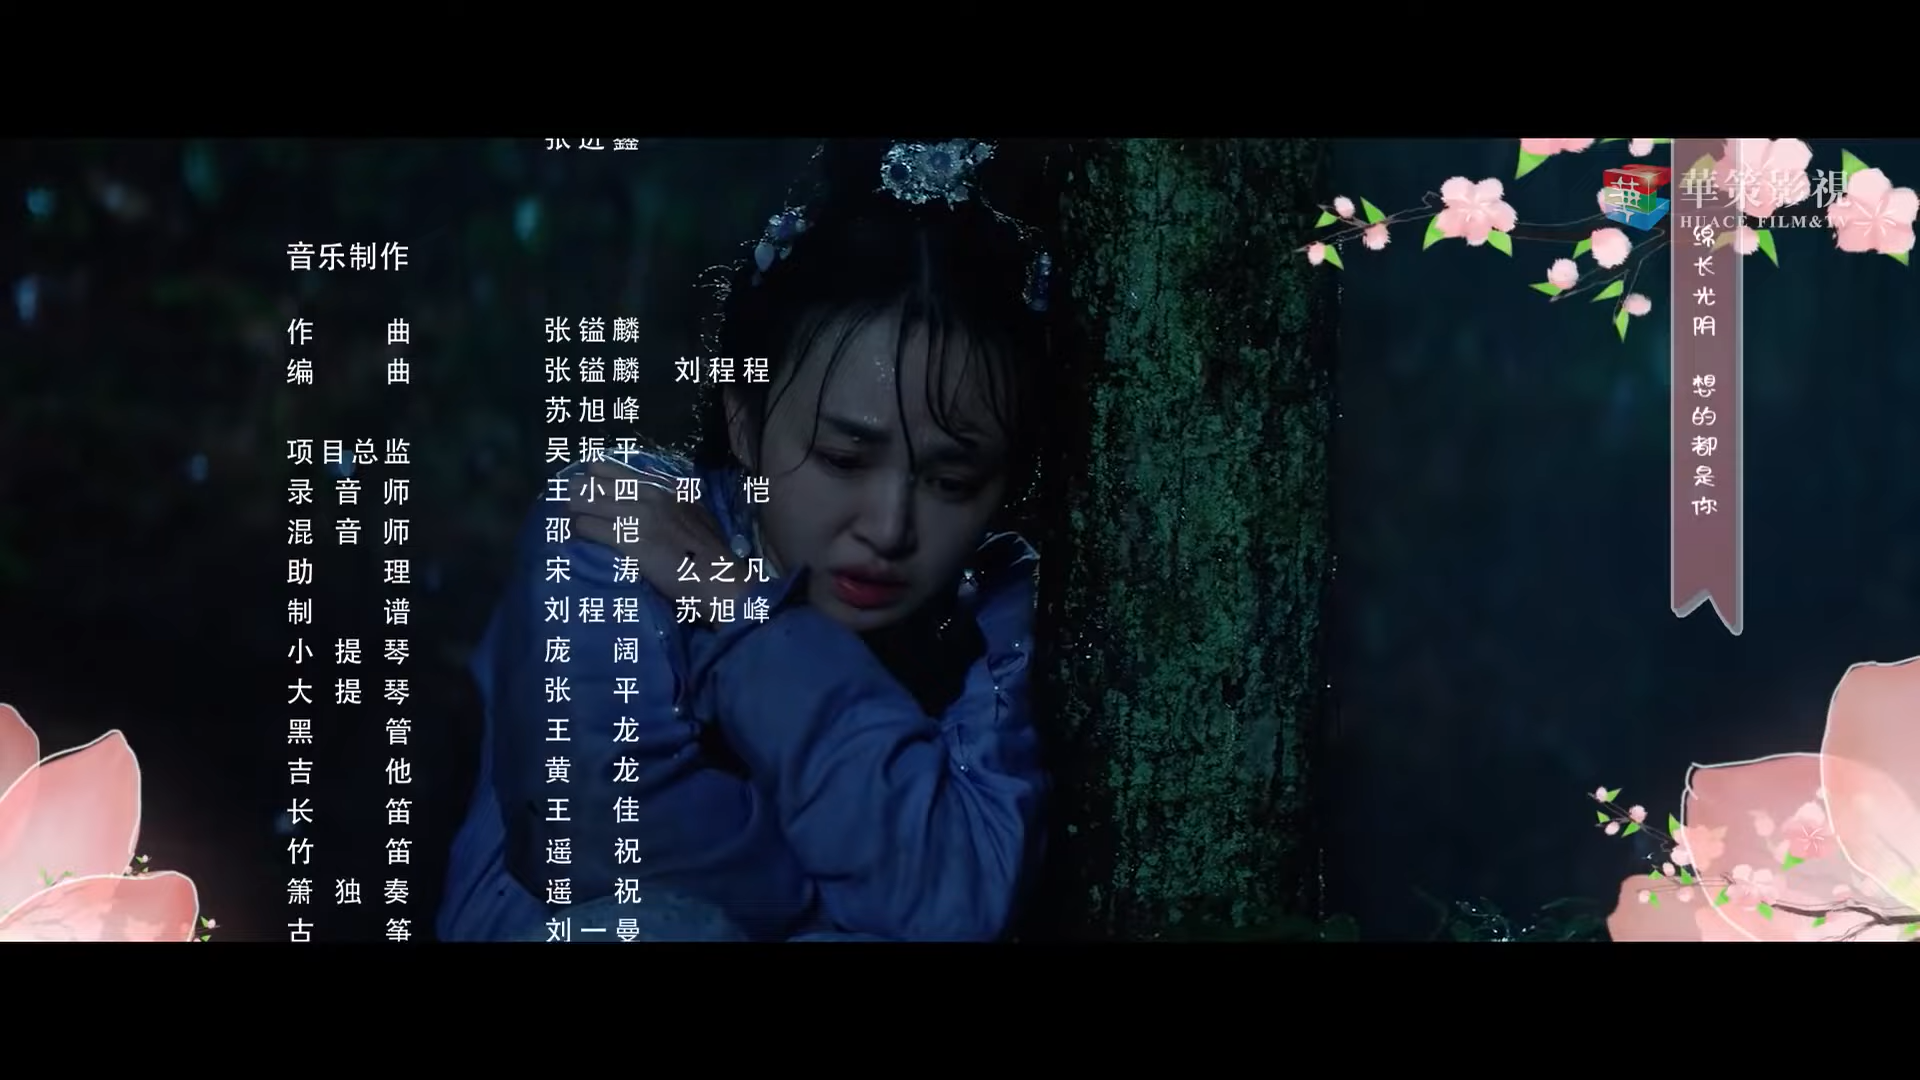 音乐制作
作曲 张镒麟
编曲 张镒麟 刘程程
苏旭峰
项目总监 吴振平
录音师 王小四 邵恺
混音师 邵恺
助理 宋涛 么之凡
制谱 刘程程 苏旭峰
小提琴 庞阔
大提琴 张平
黑管 王龙
吉他 黄龙
长笛 王佳
竹笛 遥祝
箫独奏 遥祝
古筝 刘一曼
華策影視
HUACE FILM&TV
绵长光阴 想的都是你